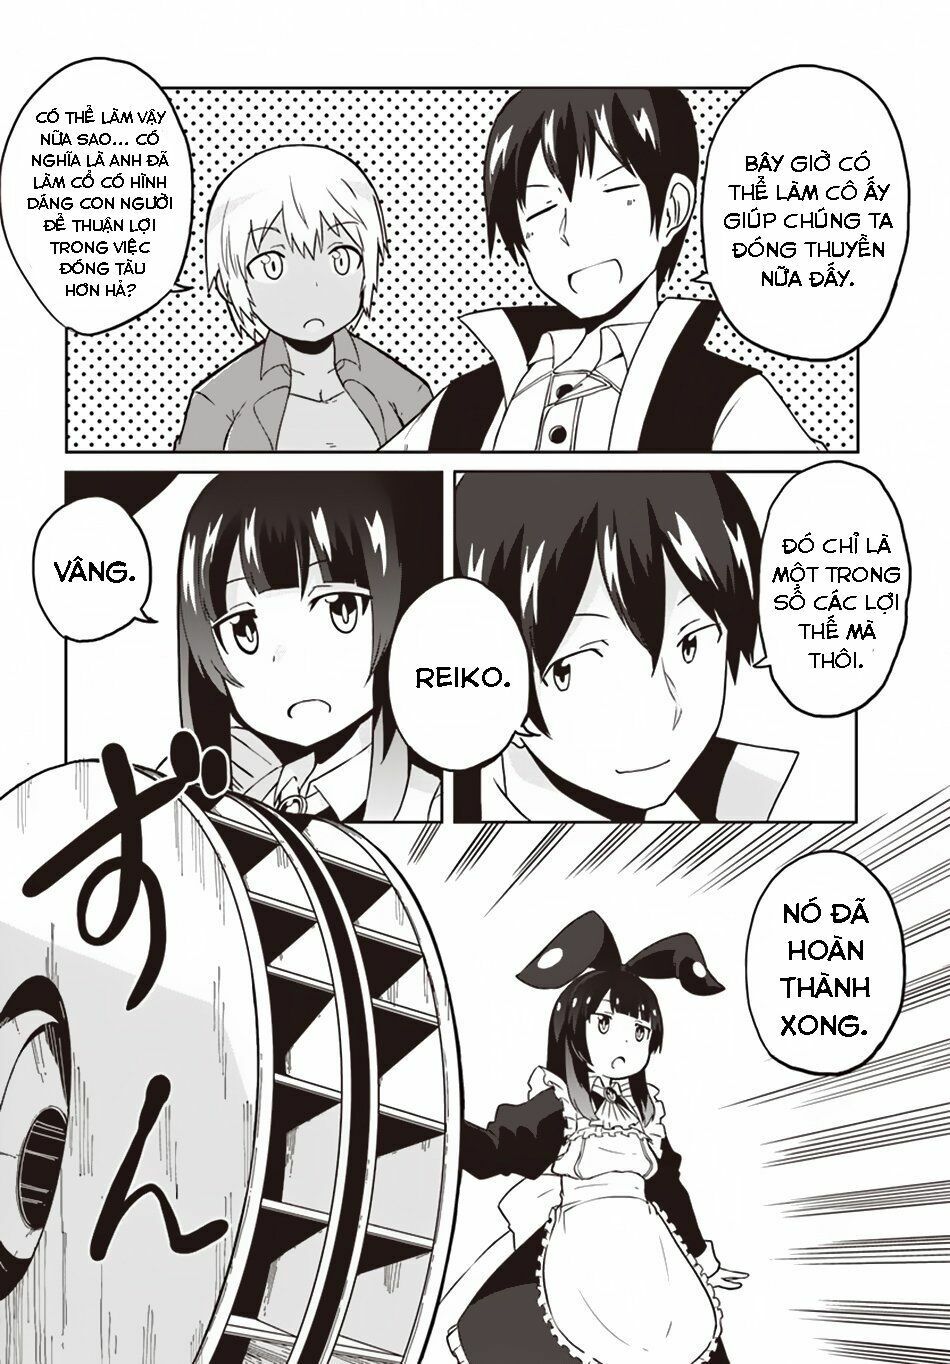 BÂY GIỜ CÓ
THỂ LÀM CÔ ẤY
GIÚP CHÚNG TA
ĐÓNG THUYỀN
NỮA ĐẤY.
CÓ THỂ LÀM VẬY
NỮA SAO... CÓ
NGHĨA LÀ ANH ĐÃ
LÀM CỔ CÓ HÌNH
DÁNG CON NGƯỜI
ĐỂ THUẬN LỢI
TRONG VIỆC
ĐÓNG TÀU
HƠN HẢ?
ĐÓ CHỈ LÀ
MỘT TRONG
SỐ CÁC LỢI
THẾ MÀ
THÔI.
REIKO.
VÂNG.
NÓ ĐÃ
HOÀN
THÀNH
XONG.
ずん